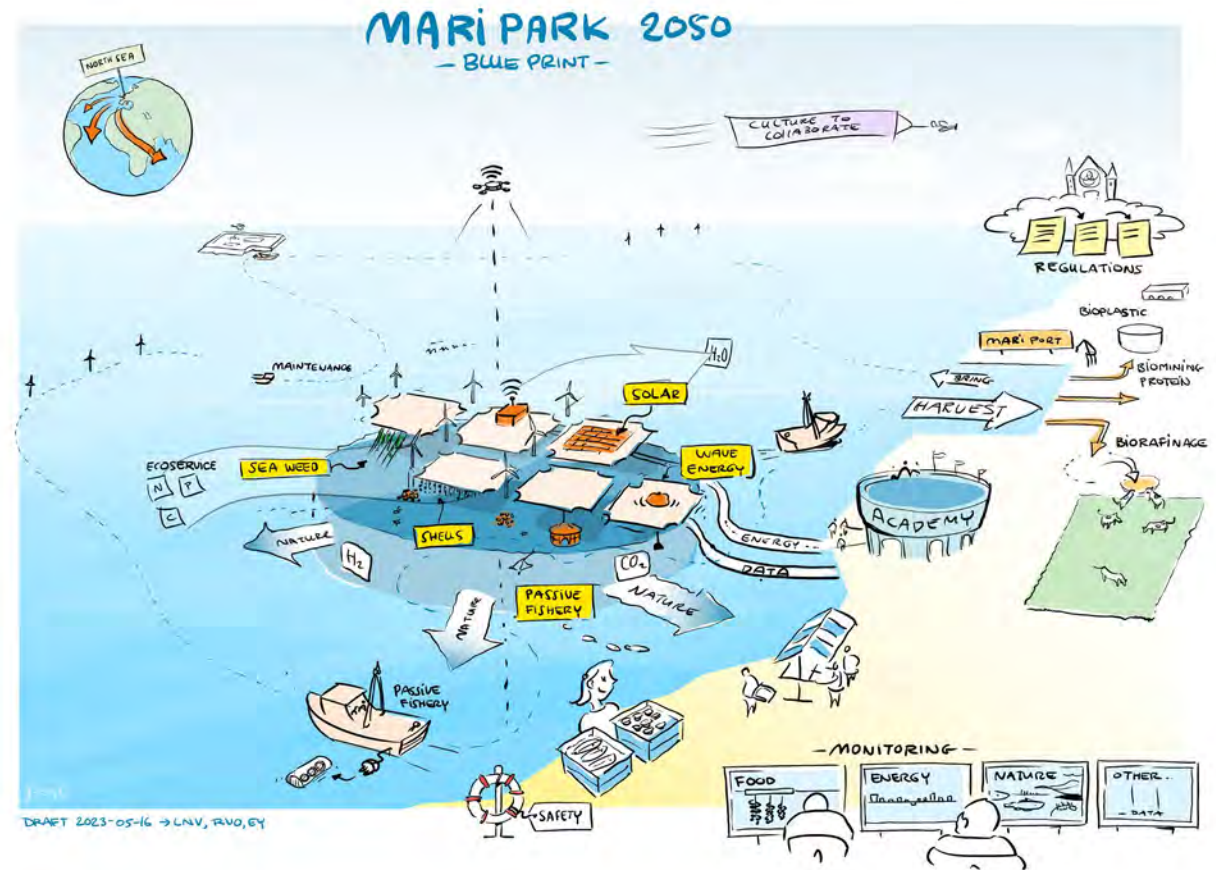 MARI PARK 2050
- BLUE PRINT -
NORTH SEA
CULTURE TO
COLLABORATE
REGULATIONS
BIOPLASTIC
MARI PORT
BIOMINING
PROTEIN
BRING
HARVEST
BIORAFINAGE
MAINTENANCE
H2O
SOLAR
WAVE
ENERGY
ECOSERVICE
N P
C
SEA WEED
SHELLS
ACADEMY
ENERGY
DATA
NATURE
H2
CO2
NATURE
NATURE
PASSIVE
FISHERY
PASSIVE
FISHERY
- MONITORING -
FOOD
ENERGY
NATURE
OTHER..
- DATA
SAFETY
DRAFT 2023-05-16 → LNV, RVO, EY